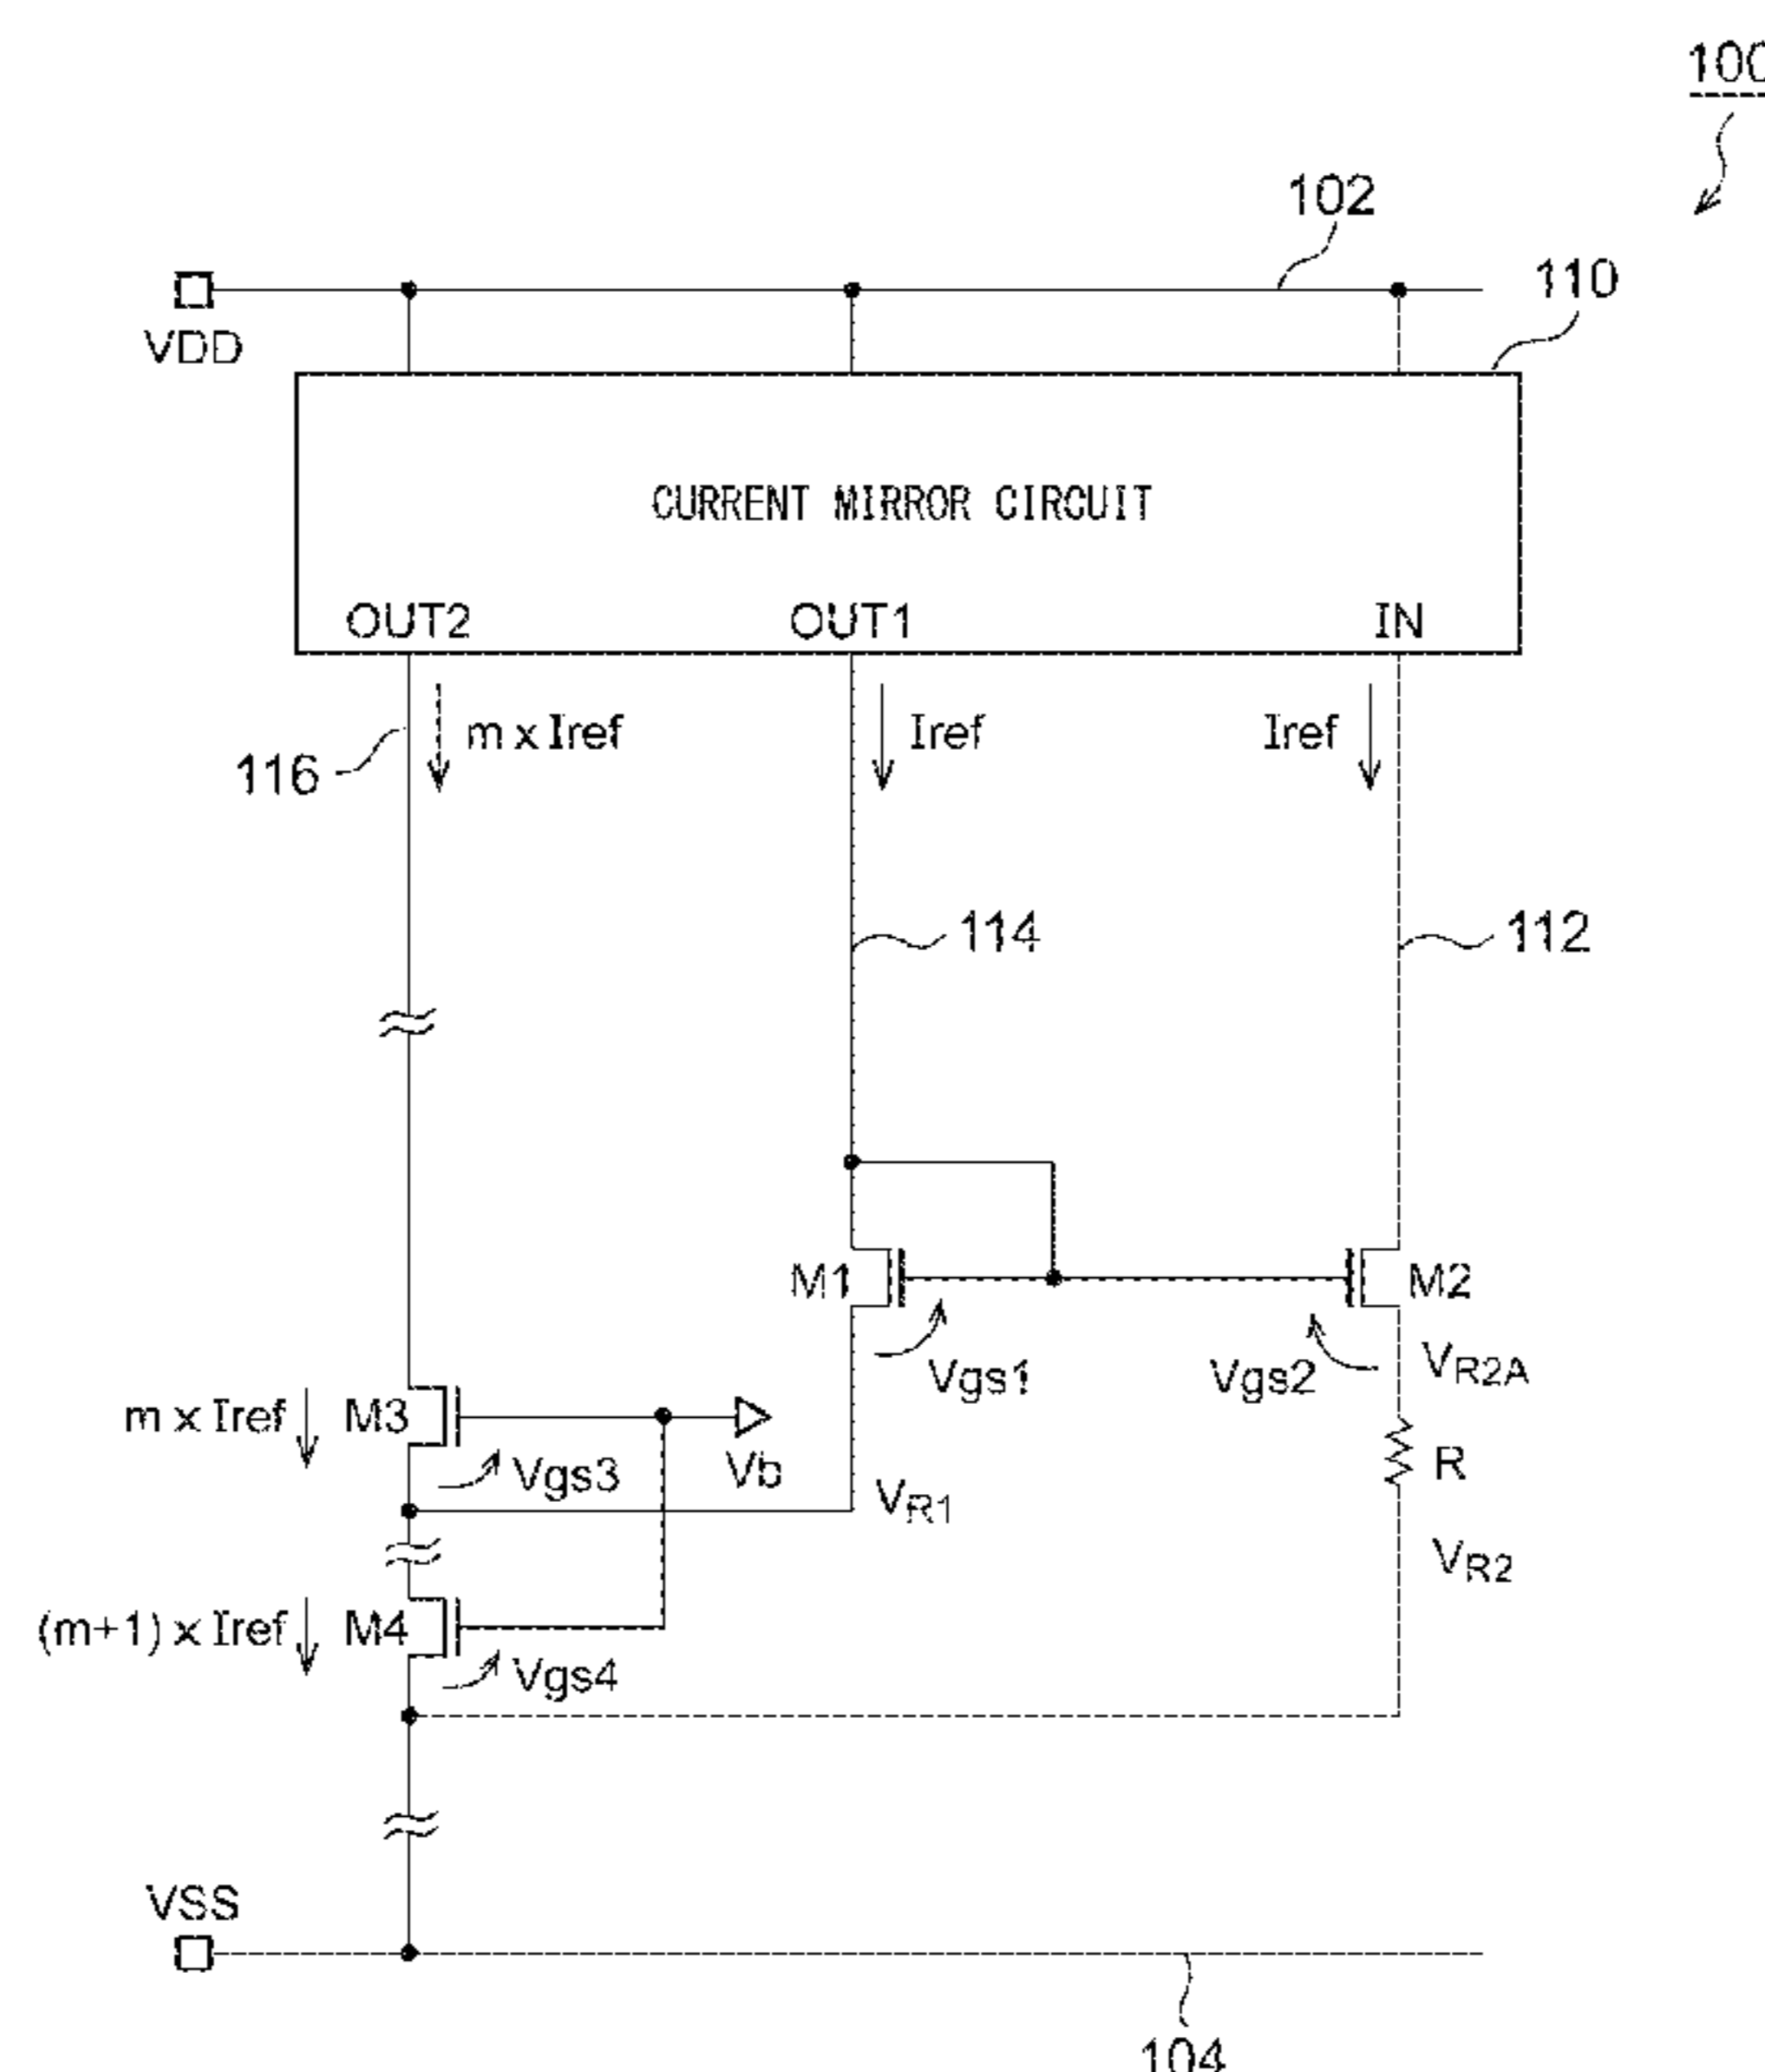 100
102
110
VDD
CURRENT MIRROR CIRCUIT
OUT2 OUT1 IN
m x Iref Iref Iref
116
114 112
M1 M2
Vgs1 Vgs2 VR2A
m x Iref M3
Vgs3 Vb R
VR1
VR2
(m+1) x Iref M4
Vgs4
VSS
104